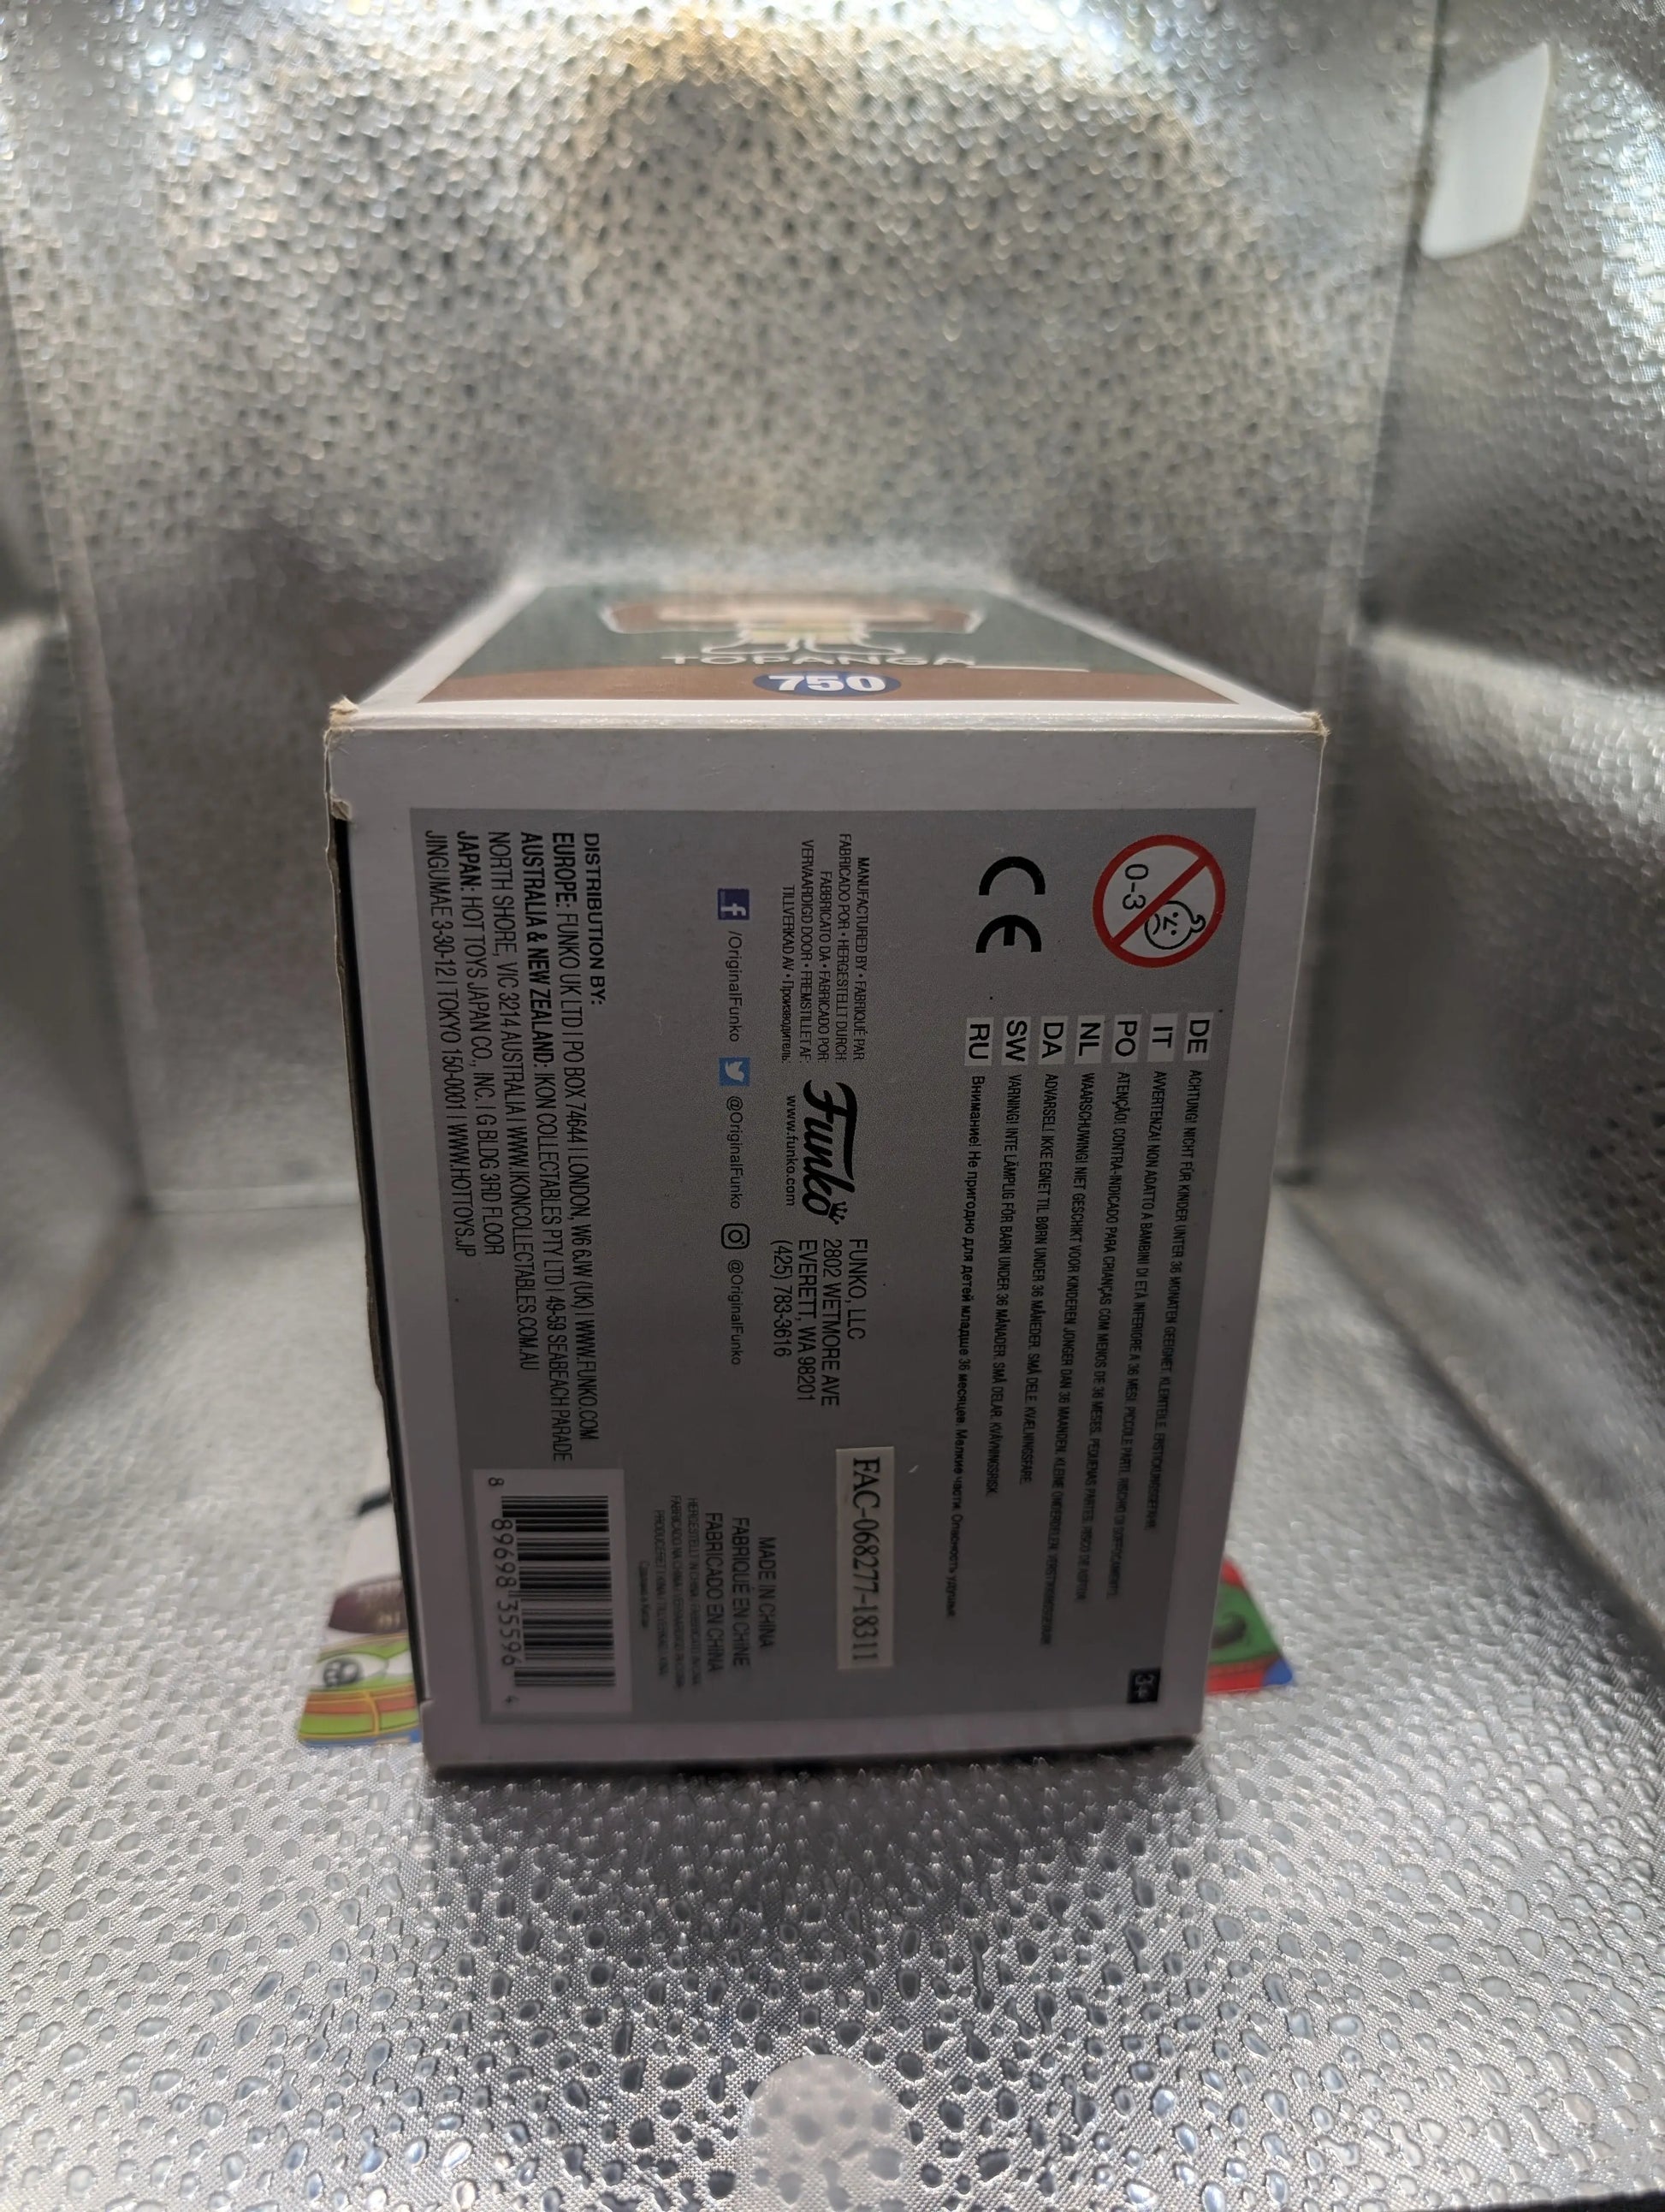 TOPANGA
750
0-3
CE
DE ACHTUNG! NICHT FÜR KINDER UNTER 36 MONATEN GEEIGNET. KLEINTEILE. ERSTICKUNGSGEFAHR.
IT AVVERTENZA! NON ADATTO A BAMBINI DI ETÀ INFERIORE A 36 MESI. PICCOLE PARTI. RISCHIO DI SOFFOCAMENTO.
PO ATENÇÃO! CONTRA-INDICADO PARA CRIANÇAS COM MENOS DE 36 MESES. PEQUENAS PARTES. RISCO DE ASFIXIA.
NL WAARSCHUWING! NIET GESCHIKT VOOR KINDEREN JONGER DAN 36 MAANDEN. KLEINE ONDERDELEN. VERSTIKKINGSGEVAAR.
DA ADVARSEL! IKKE EGNET TIL BØRN UNDER 36 MÅNEDER. SMÅ DELE. KVÆLNINGSFARE.
SW VARNING! INTE LÄMPLIG FÖR BARN UNDER 36 MÅNADER. SMÅ DELAR. KVÄVNINGSRISK.
RU Внимание! Не пригодно для детей младше 36 месяцев. Мелкие части. Опасность удушья.
3+
MANUFACTURED BY • FABRIQUÉ PAR:
FABRICADO POR • HERGESTELLT DURCH:
FABBRICATO DA • FABRICADO POR:
VERVAARDIGD DOOR • FREMSTILLET AF:
TILLVERKAD AV • Производитель:
Funko
www.funko.com
FUNKO, LLC
2802 WETMORE AVE
EVERETT, WA 98201
(425) 783-3616
FAC-068277-18311
/OriginalFunko @OriginalFunko @OriginalFunko
MADE IN CHINA
FABRIQUÉ EN CHINE
FABRICADO EN CHINA
DISTRIBUTION BY:
EUROPE: FUNKO UK LTD | PO BOX 74644 | LONDON, W6 6JW (UK) | WWW.FUNKO.COM
AUSTRALIA & NEW ZEALAND: IKON COLLECTABLES PTY LTD | 49-59 SEABEACH PARADE
NORTH SHORE, VIC 3214 AUSTRALIA | WWW.IKONCOLLECTABLES.COM.AU
JAPAN: HOT TOYS JAPAN CO., INC. | G BLDG 3RD FLOOR
JINGUMAE 3-30-12 | TOKYO 150-0001 | WWW.HOTTOYS.JP
8 89698 35596 4